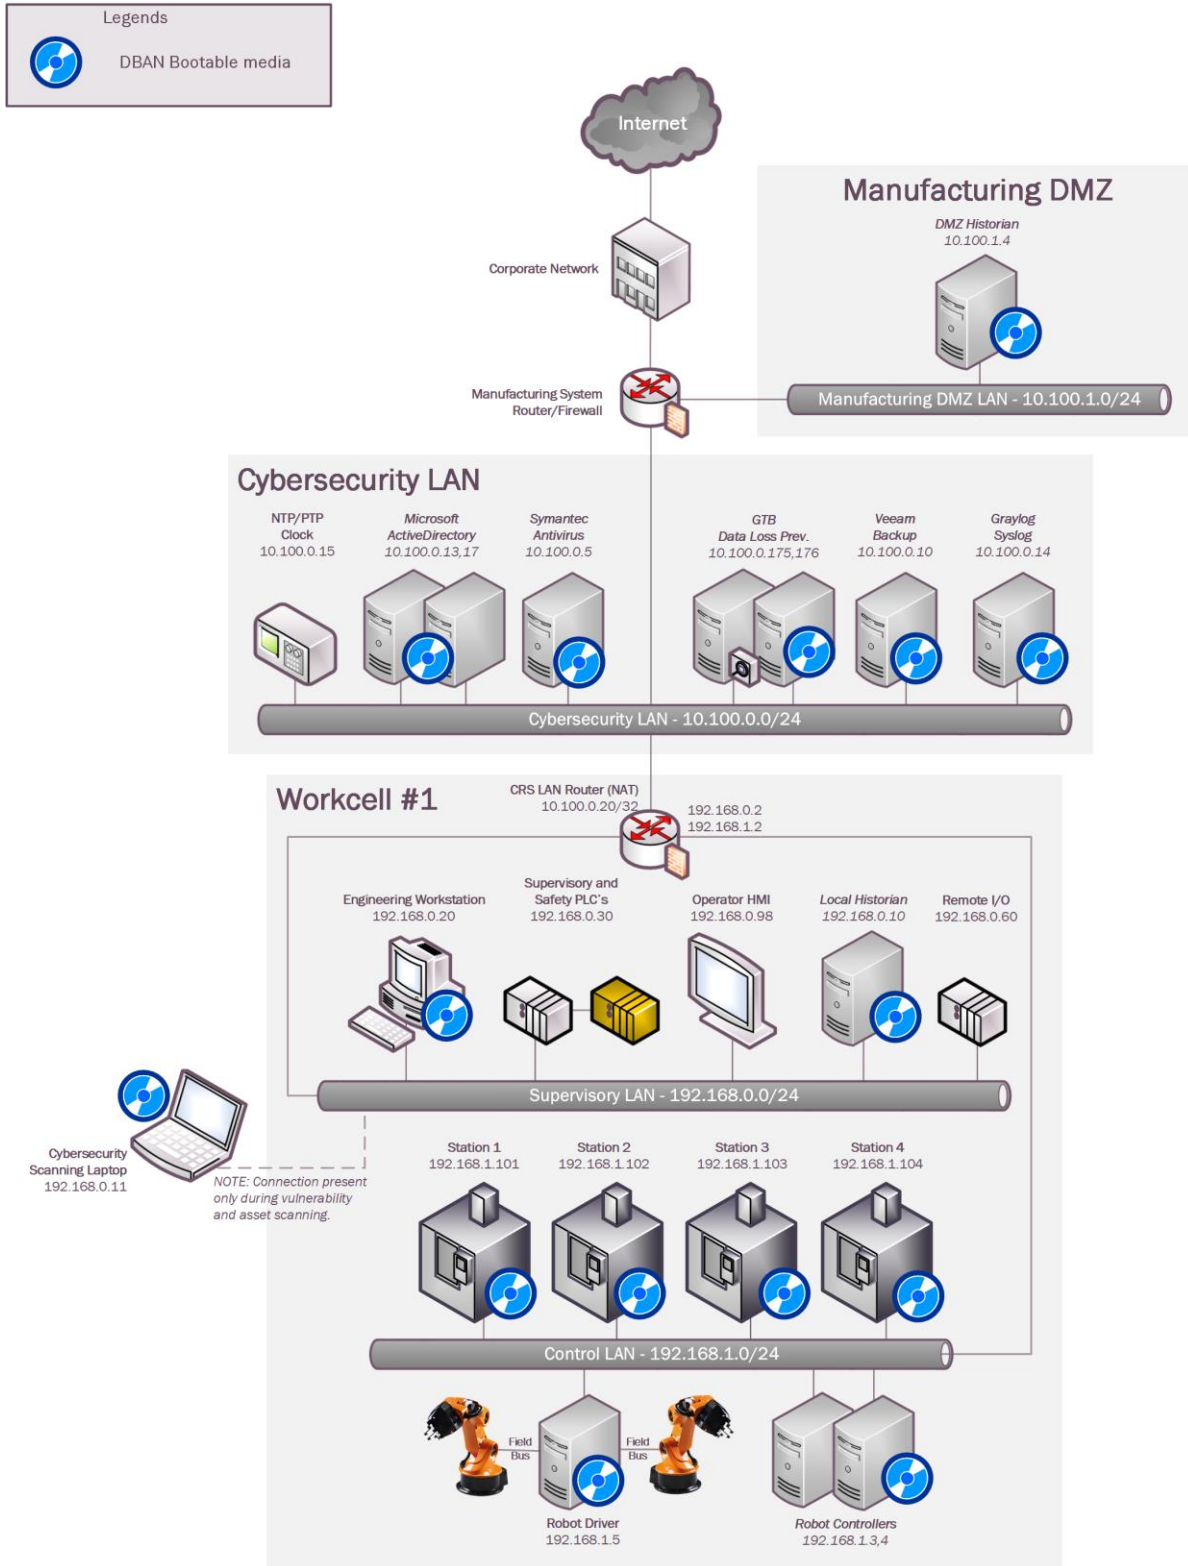 Legends
DBAN Bootable media
Internet
Manufacturing DMZ
DMZ Historian
10.100.1.4
Corporate Network
Manufacturing System
Router/Firewall
Manufacturing DMZ LAN - 10.100.1.0/24
Cybersecurity LAN
NTP/PTP
Clock
10.100.0.15
Microsoft
ActiveDirectory
10.100.0.13,17
Symantec
Antivirus
10.100.0.5
GTB
Data Loss Prev.
10.100.0.175,176
Veeam
Backup
10.100.0.10
Graylog
Syslog
10.100.0.14
Cybersecurity LAN - 10.100.0.0/24
Workcell #1
CRS LAN Router (NAT)
10.100.0.20/32
192.168.0.2
192.168.1.2
Engineering Workstation
192.168.0.20
Supervisory and
Safety PLC's
192.168.0.30
Operator HMI
192.168.0.98
Local Historian
192.168.0.10
Remote I/O
192.168.0.60
Supervisory LAN - 192.168.0.0/24
Cybersecurity
Scanning Laptop
192.168.0.11
NOTE: Connection present
only during vulnerability
and asset scanning.
Station 1
192.168.1.101
Station 2
192.168.1.102
Station 3
192.168.1.103
Station 4
192.168.1.104
Control LAN - 192.168.1.0/24
Field
Bus
Field
Bus
Robot Driver
192.168.1.5
Robot Controllers
192.168.1.3,4